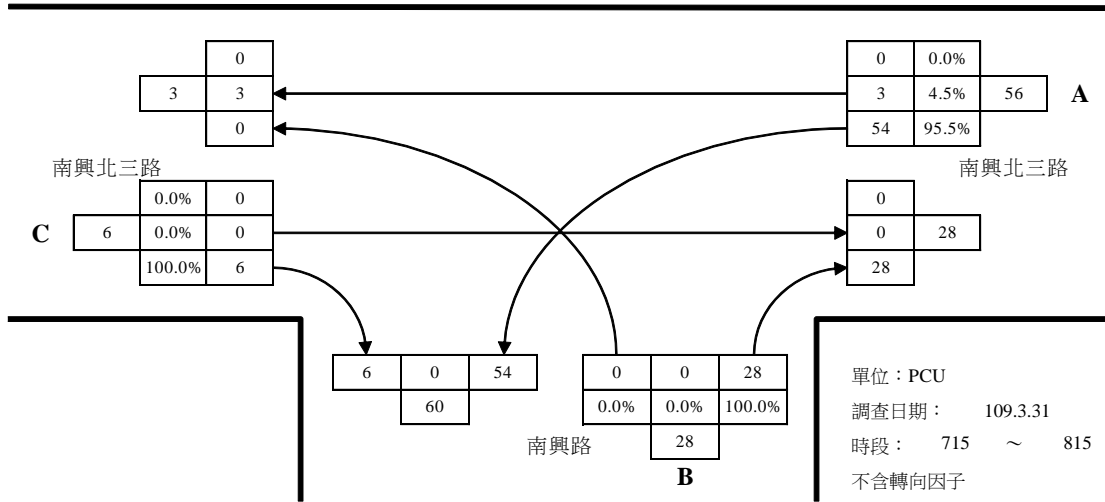 0
3 3
0
0 0.0%
3 4.5% 56 A
54 95.5%
南興北三路
南興北三路
0.0% 0
C 6 0.0% 0
100.0% 6
0
0 28
28
6 0 54
60
0 0 28
0.0% 0.0% 100.0%
28
南興路
B
單位：PCU
調查日期： 109.3.31
時段： 715 ～ 815
不含轉向因子